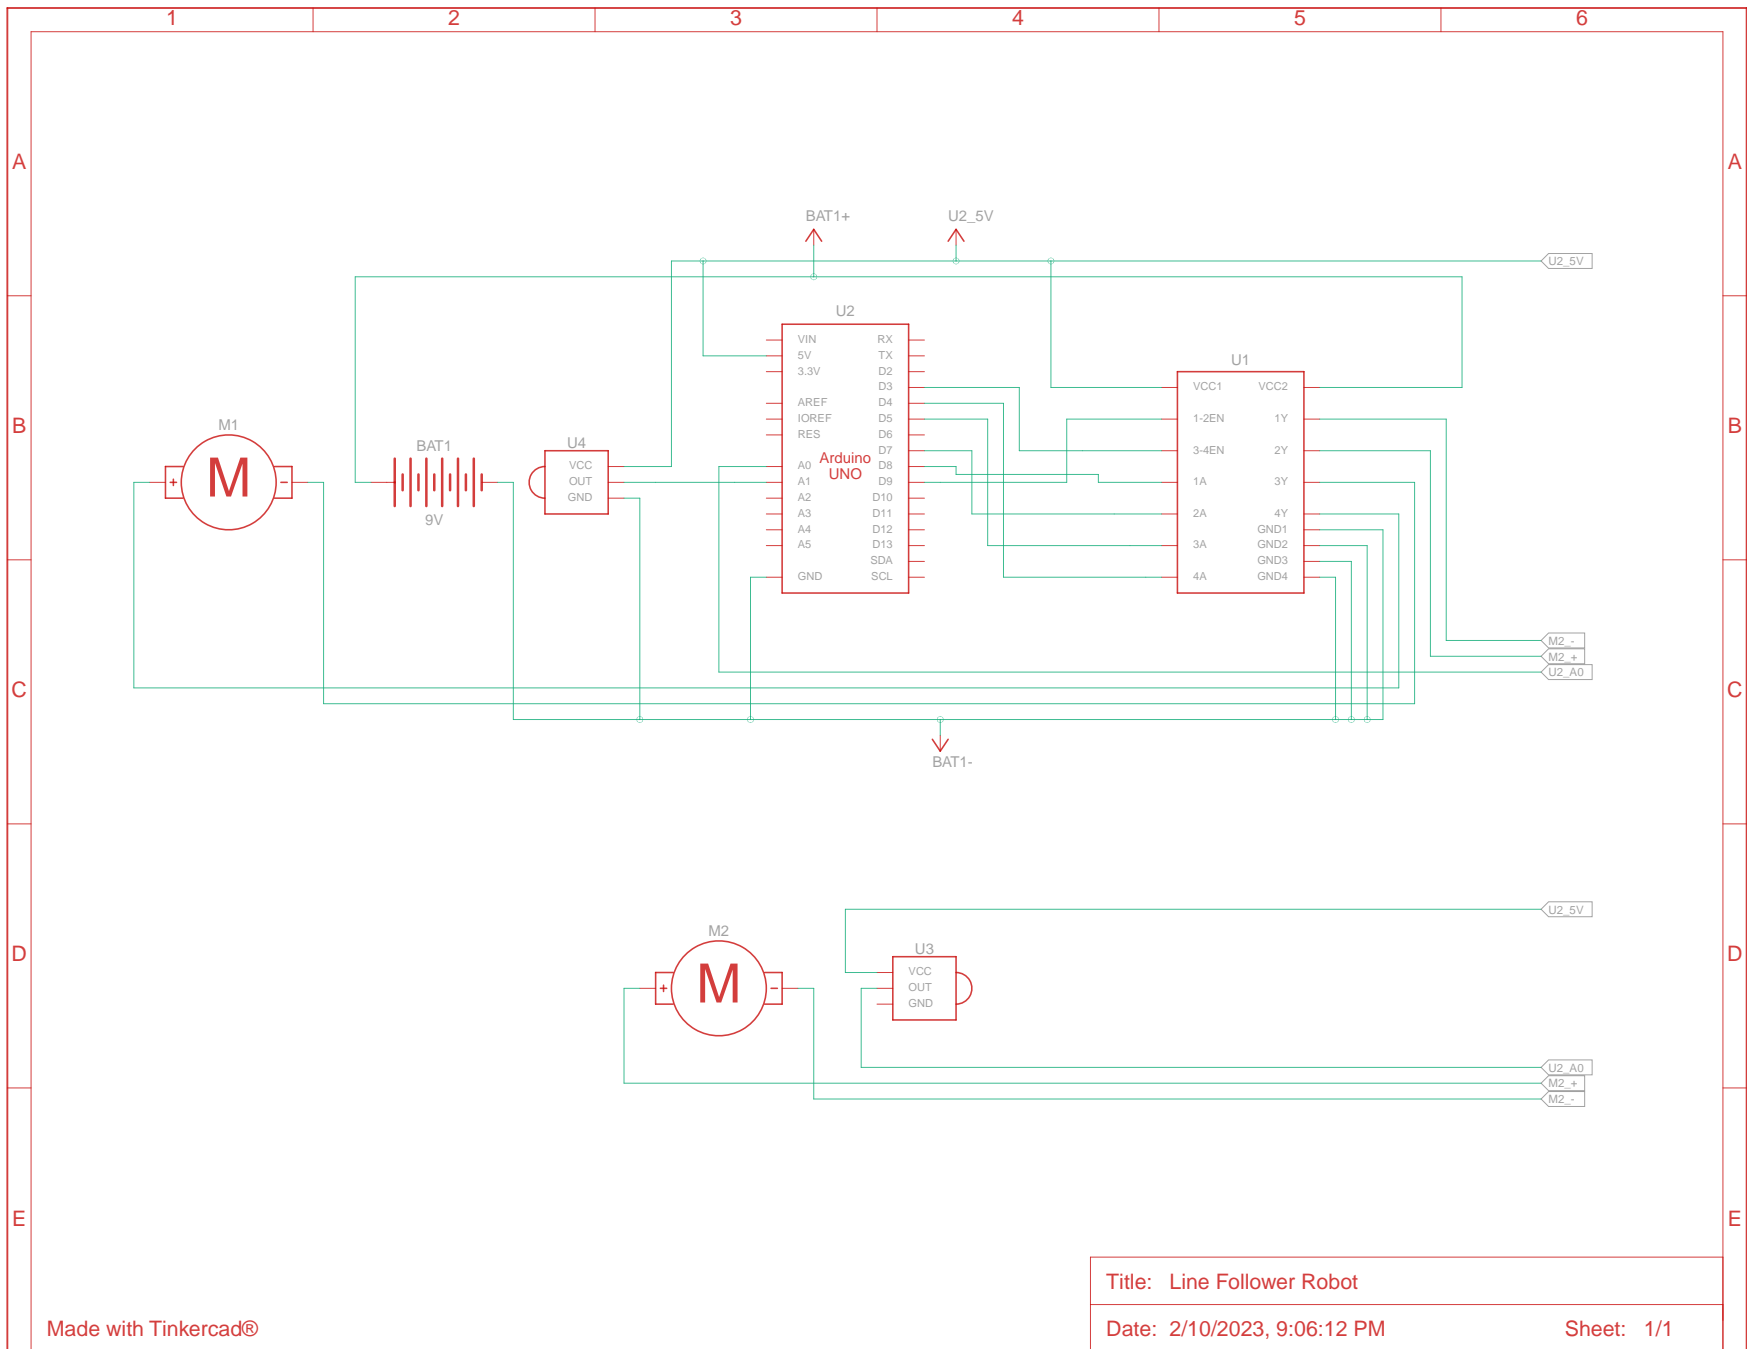 1 2 3 4 5 6
A A
BAT1+ U2_5V
U2_5V
B B
U2
VIN RX
5V TX
3.3V D2
D3
AREF D4
IOREF D5
RES D6
D7
A0 D8
A1 D9
A2 D10
A3 D11
A4 D12
A5 D13
SDA
GND SCL
Arduino
UNO
U1
VCC1 VCC2
1-2EN 1Y
3-4EN 2Y
1A 3Y
2A 4Y
GND1
3A GND2
GND3
4A GND4
M1
+ M -
BAT1
9V
U4
VCC
OUT
GND
M2_-
M2_+
U2_A0
C C
BAT1-
U2_5V
D D
M2
+ M -
U3
VCC
OUT
GND
U2_A0
M2_+
M2_-
E E
Title: Line Follower Robot
Made with Tinkercad®
Date: 2/10/2023, 9:06:12 PM Sheet: 1/1